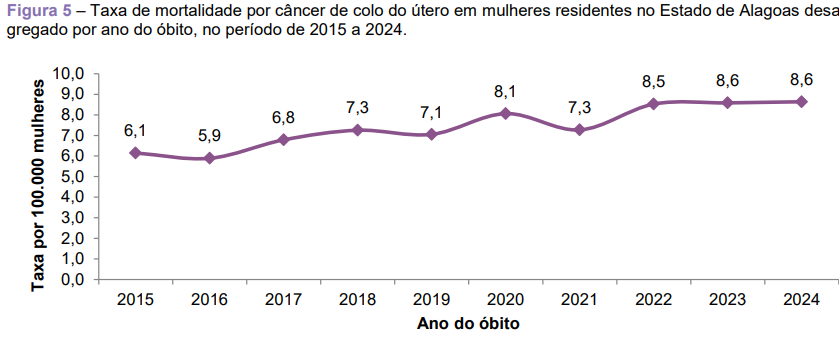 Figura 5 – Taxa de mortalidade por câncer de colo do útero em mulheres residentes no Estado de Alagoas desa
gregado por ano do óbito, no período de 2015 a 2024.
Taxa por 100.000 mulheres
10,0
9,0
8,0
7,0
6,0
5,0
4,0
3,0
2,0
1,0
0,0
6,1 5,9 6,8 7,3 7,1 8,1 7,3 8,5 8,6 8,6
2015 2016 2017 2018 2019 2020 2021 2022 2023 2024
Ano do óbito